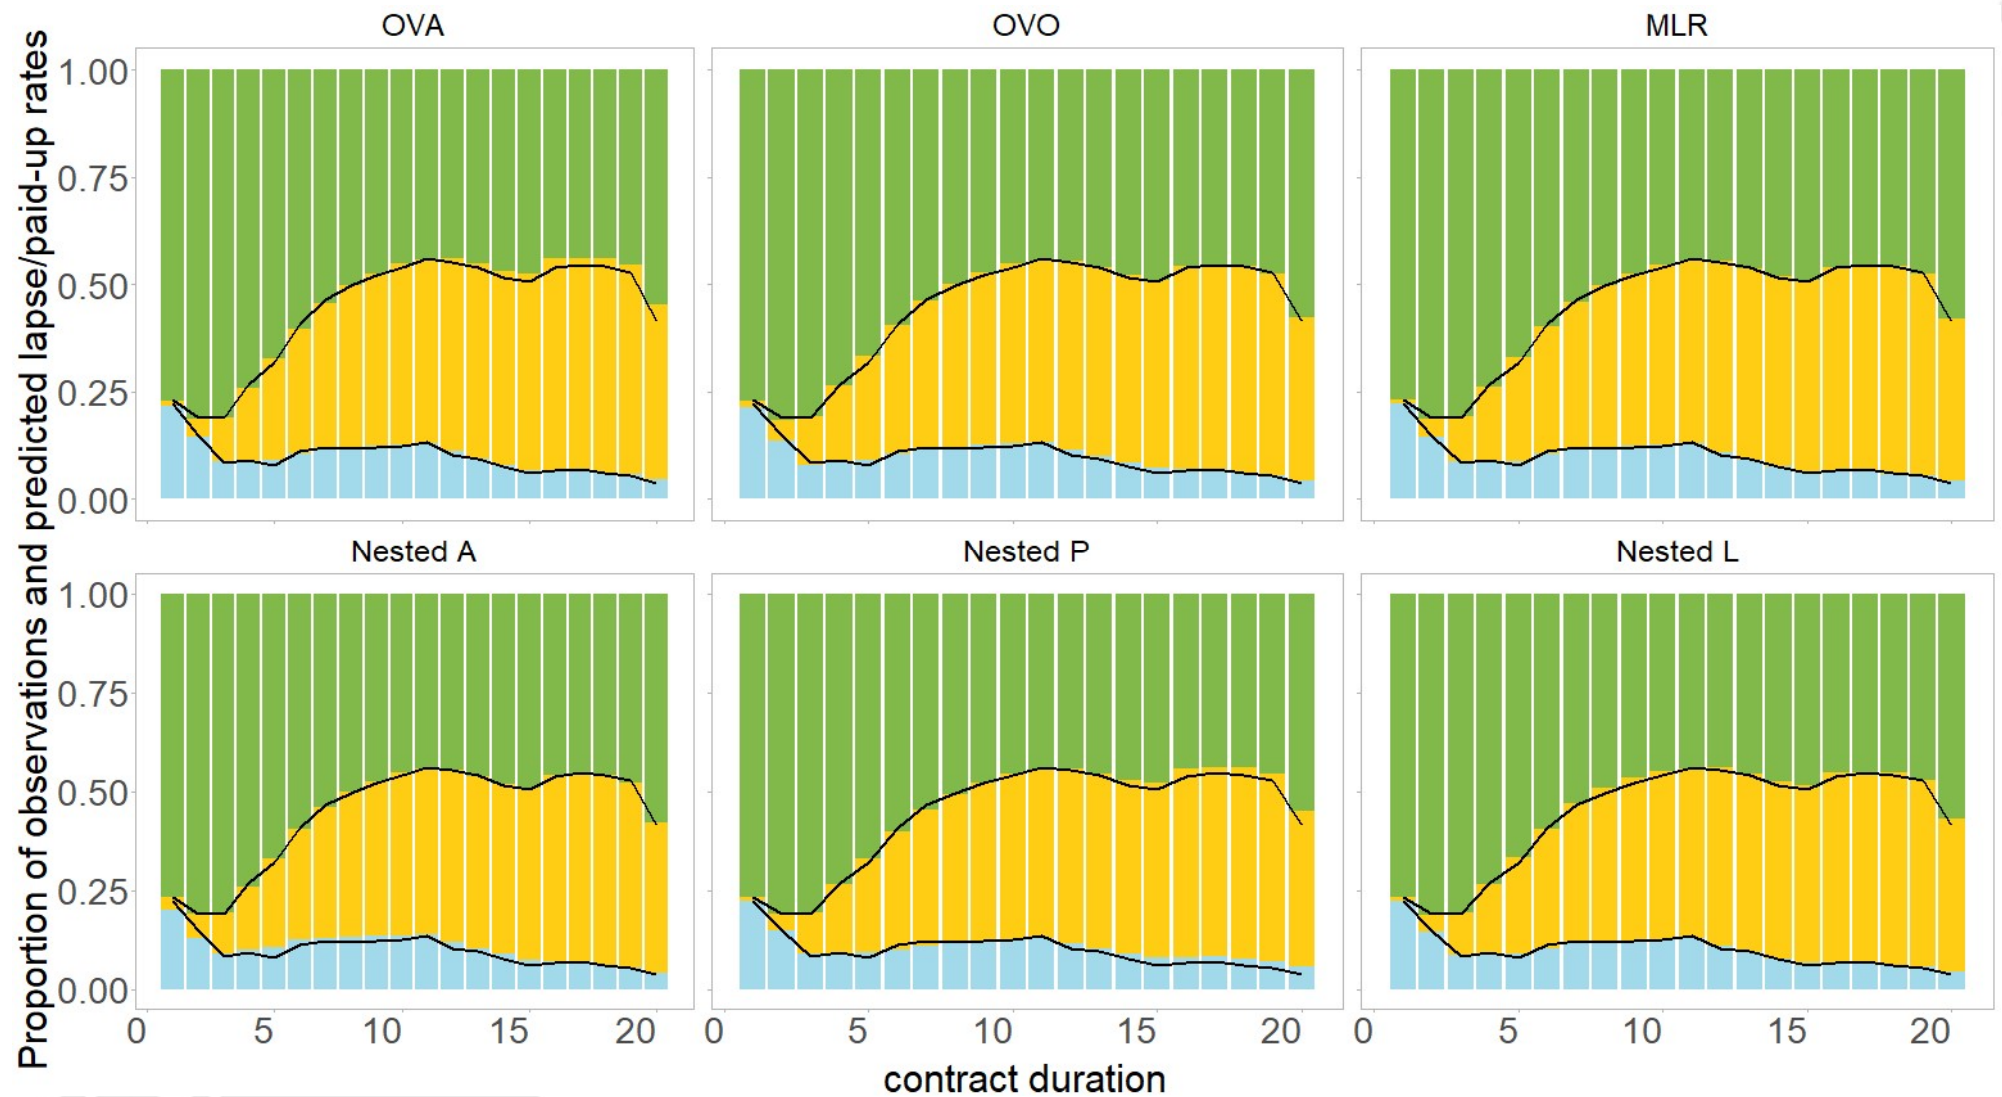 Proportion of observations and predicted lapse/paid-up rates
OVA
OVO
MLR
1.00
0.75
0.50
0.25
0.00
Nested A
Nested P
Nested L
1.00
0.75
0.50
0.25
0.00
0 5 10 15 20
0 5 10 15 20
0 5 10 15 20
contract duration